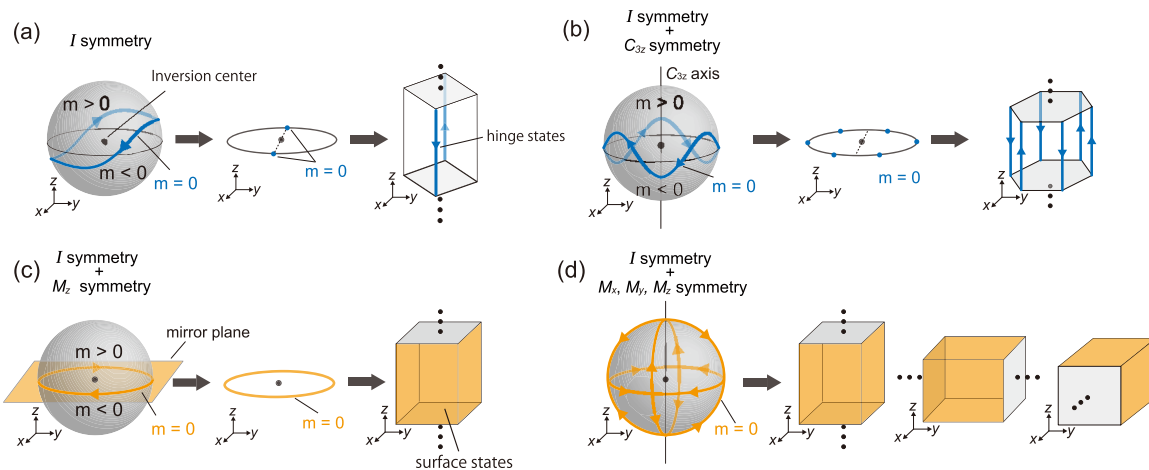 (a)
I symmetry
Inversion center
m > 0
m < 0
m = 0
z
y
x
m = 0
z
y
x
hinge states
z
y
x
(b)
I symmetry
+
C3z symmetry
C3z axis
m > 0
m < 0
m = 0
z
y
x
m = 0
z
y
x
z
y
x
(c)
I symmetry
+
Mz symmetry
mirror plane
m > 0
m < 0
m = 0
z
y
x
m = 0
z
y
x
z
y
x
surface states
(d)
I symmetry
+
Mx, My, Mz symmetry
m = 0
z
y
x
z
y
x
z
y
x
z
y
x